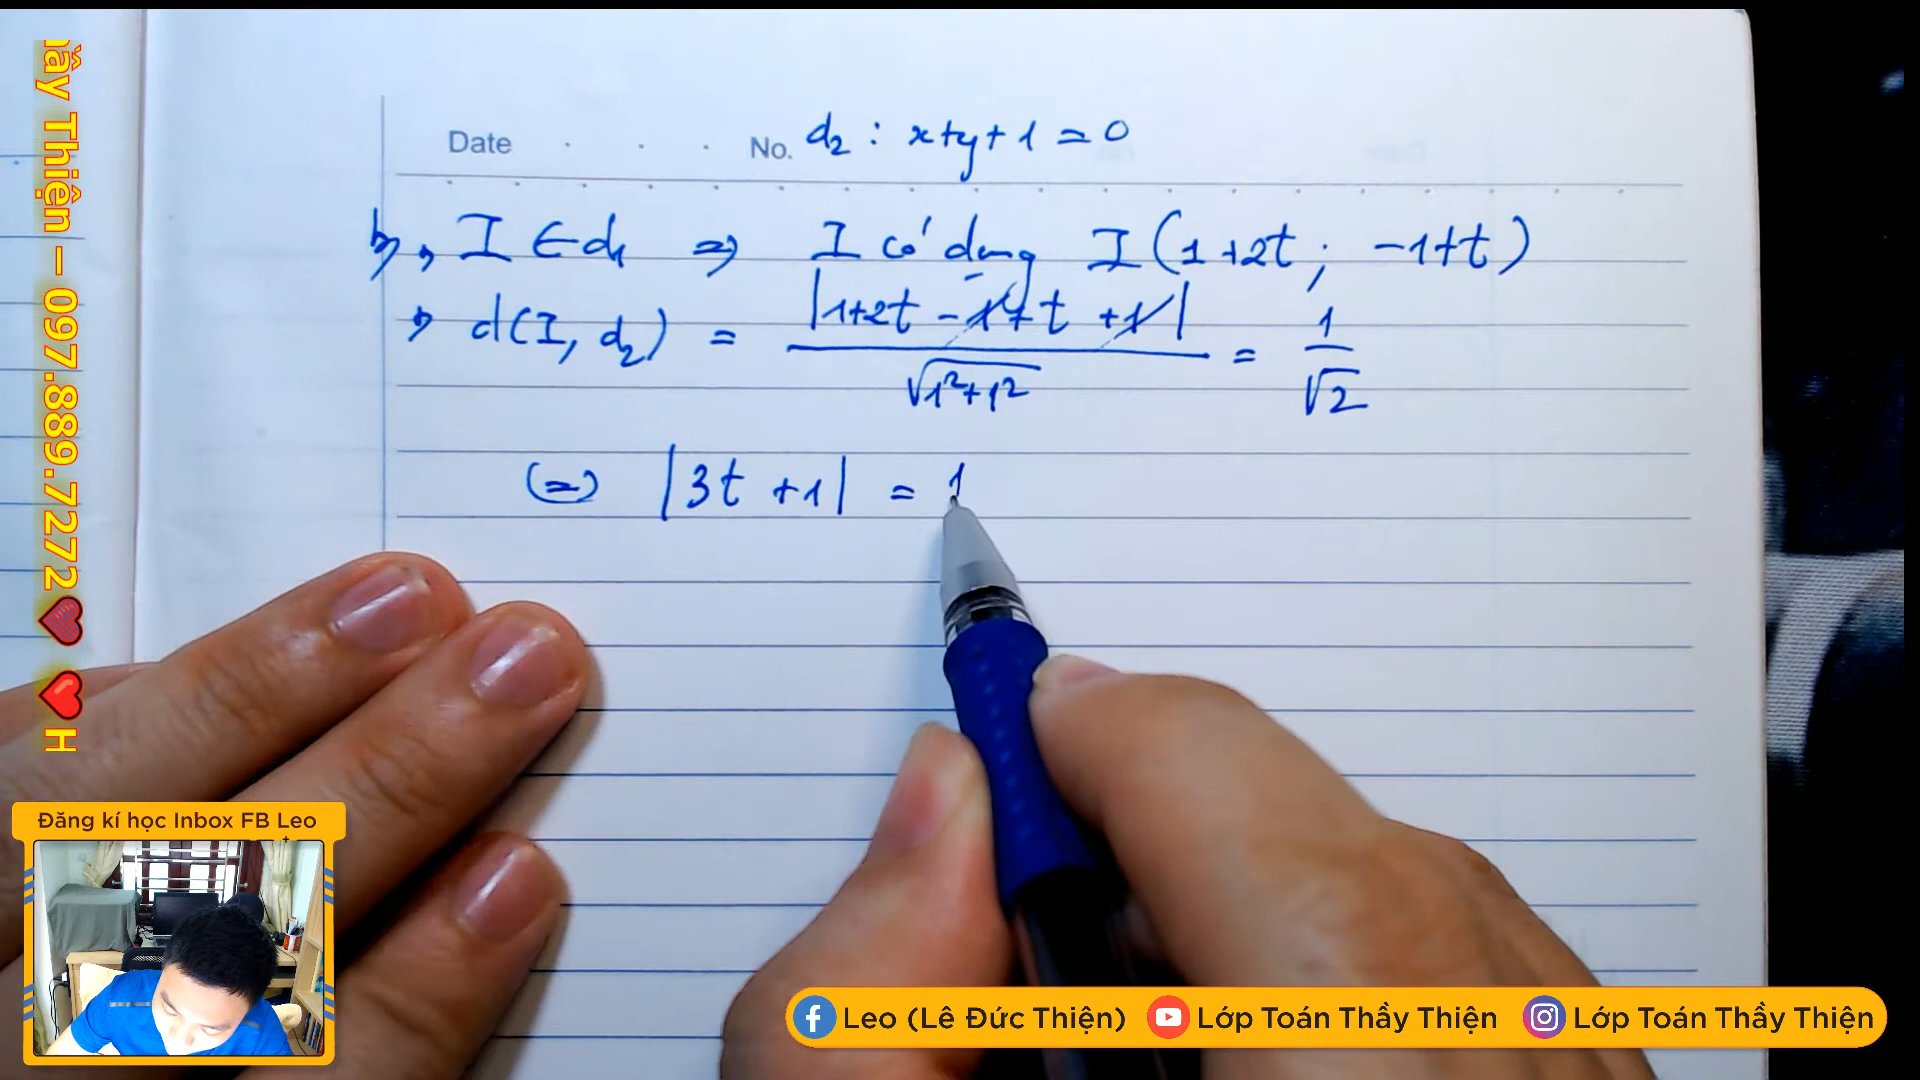 Date No. d₂ : x+y+1=0
b, I ∈ d₁ ⇒ I có dạng I(1+2t; -1+t)
d(I, d₂) = |1+2t -1+t +1| / √1²+1² = 1/√2
(=) |3t +1| = 1
hầy Thiện – 097.889.7272❤ ❤ H
Đăng kí học Inbox FB Leo
Leo (Lê Đức Thiện) Lớp Toán Thầy Thiện Lớp Toán Thầy Thiện